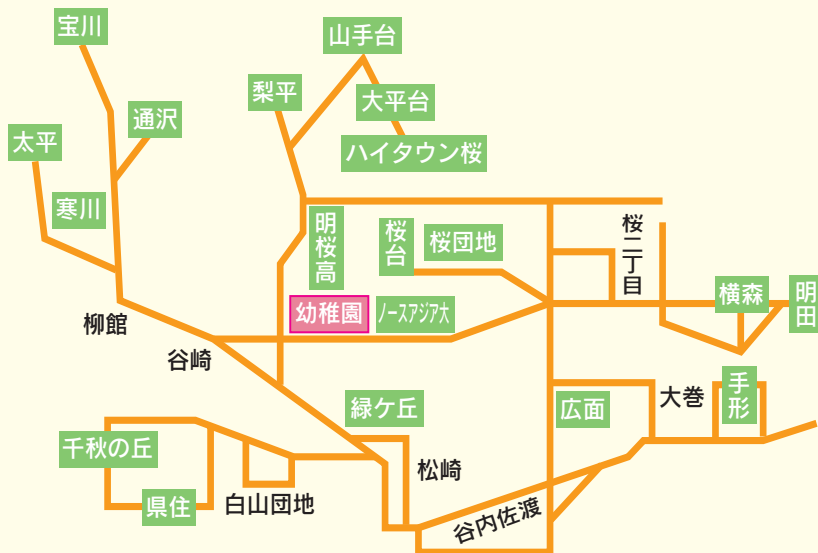 宝川
山手台
梨平
大平台
通沢
太平
ハイタウン桜
寒川
明桜高
桜台
桜団地
桜二丁目
横森
明田
幼稚園
ノースアジア大
柳館
谷崎
緑ケ丘
広面
大巻
手形
千秋の丘
松崎
県住
白山団地
谷内佐渡